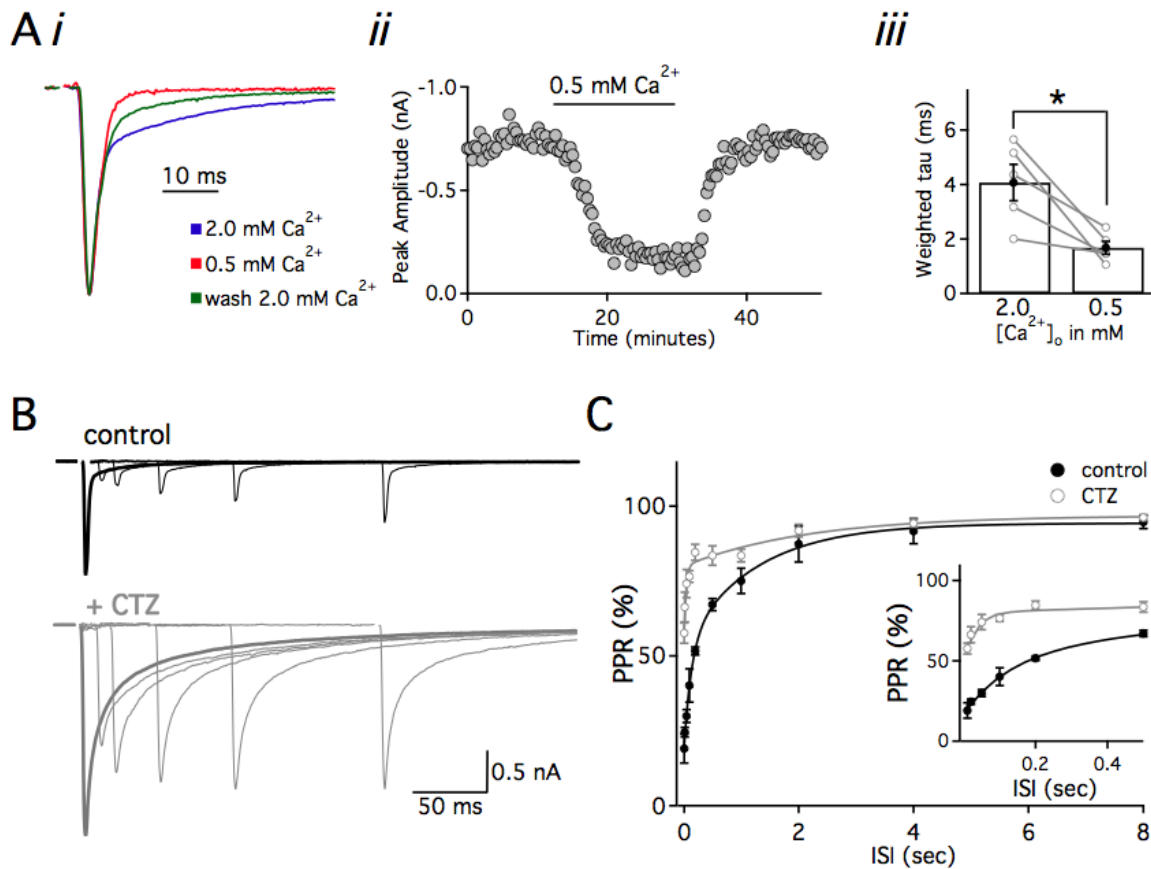 A i
ii
iii
10 ms
2.0 mM Ca²⁺
0.5 mM Ca²⁺
wash 2.0 mM Ca²⁺
0.5 mM Ca²⁺
Peak Amplitude (nA)
-1.0
-0.5
0.0
0
20
40
Time (minutes)
*
Weighted tau (ms)
6
4
2
0
2.0
0.5
[Ca²⁺]ₒ in mM
B
control
+ CTZ
0.5 nA
50 ms
C
control
CTZ
PPR (%)
100
50
0
0
2
4
6
8
ISI (sec)
PPR (%)
100
50
0
0.2
0.4
ISI (sec)